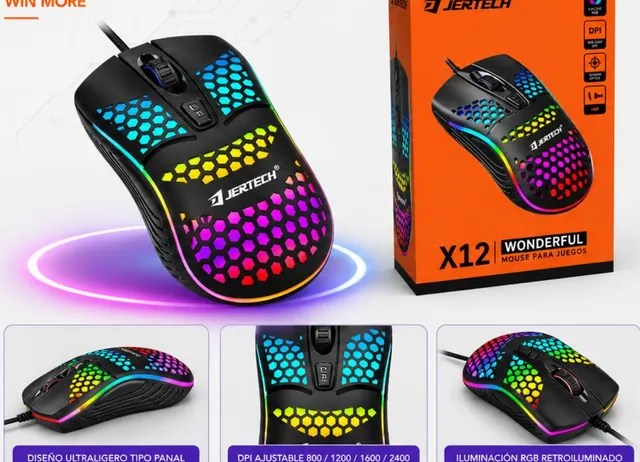 WIN MORE
JERTECH
DPI
JERTECH®
X12
WONDERFUL
MOUSE PARA JUEGOS
DISEÑO ULTRALIGERO TIPO PANAL
DPI AJUSTABLE 800 / 1200 / 1600 / 2400
ILUMINACIÓN RGB RETROILUMINADO